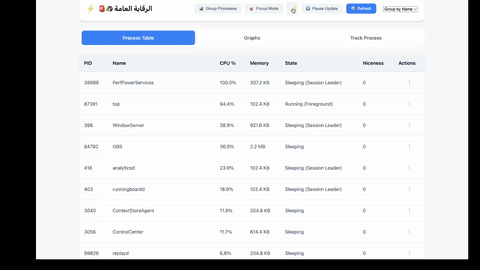 الرقابة العامة
Group Processes Focus Mode Pause Update Refresh Group by Name
Process Table Graphs Track Process
PID Name CPU % Memory State Niceness Actions
39988 PerfPowerServices 100.0% 307.2 KB Sleeping (Session Leader) 0
87391 top 94.4% 102.4 KB Running (Foreground) 0
398 WindowServer 38.9% 921.6 KB Sleeping (Session Leader) 0
84792 OBS 36.8% 2.2 MB Sleeping 0
418 analyticsd 23.9% 102.4 KB Sleeping (Session Leader) 0
403 runningboardd 18.9% 102.4 KB Sleeping (Session Leader) 0
3040 ContextStoreAgent 11.9% 204.8 KB Sleeping 0
3056 ControlCenter 11.7% 614.4 KB Sleeping 0
98826 replayd 6.8% 204.8 KB Sleeping 0